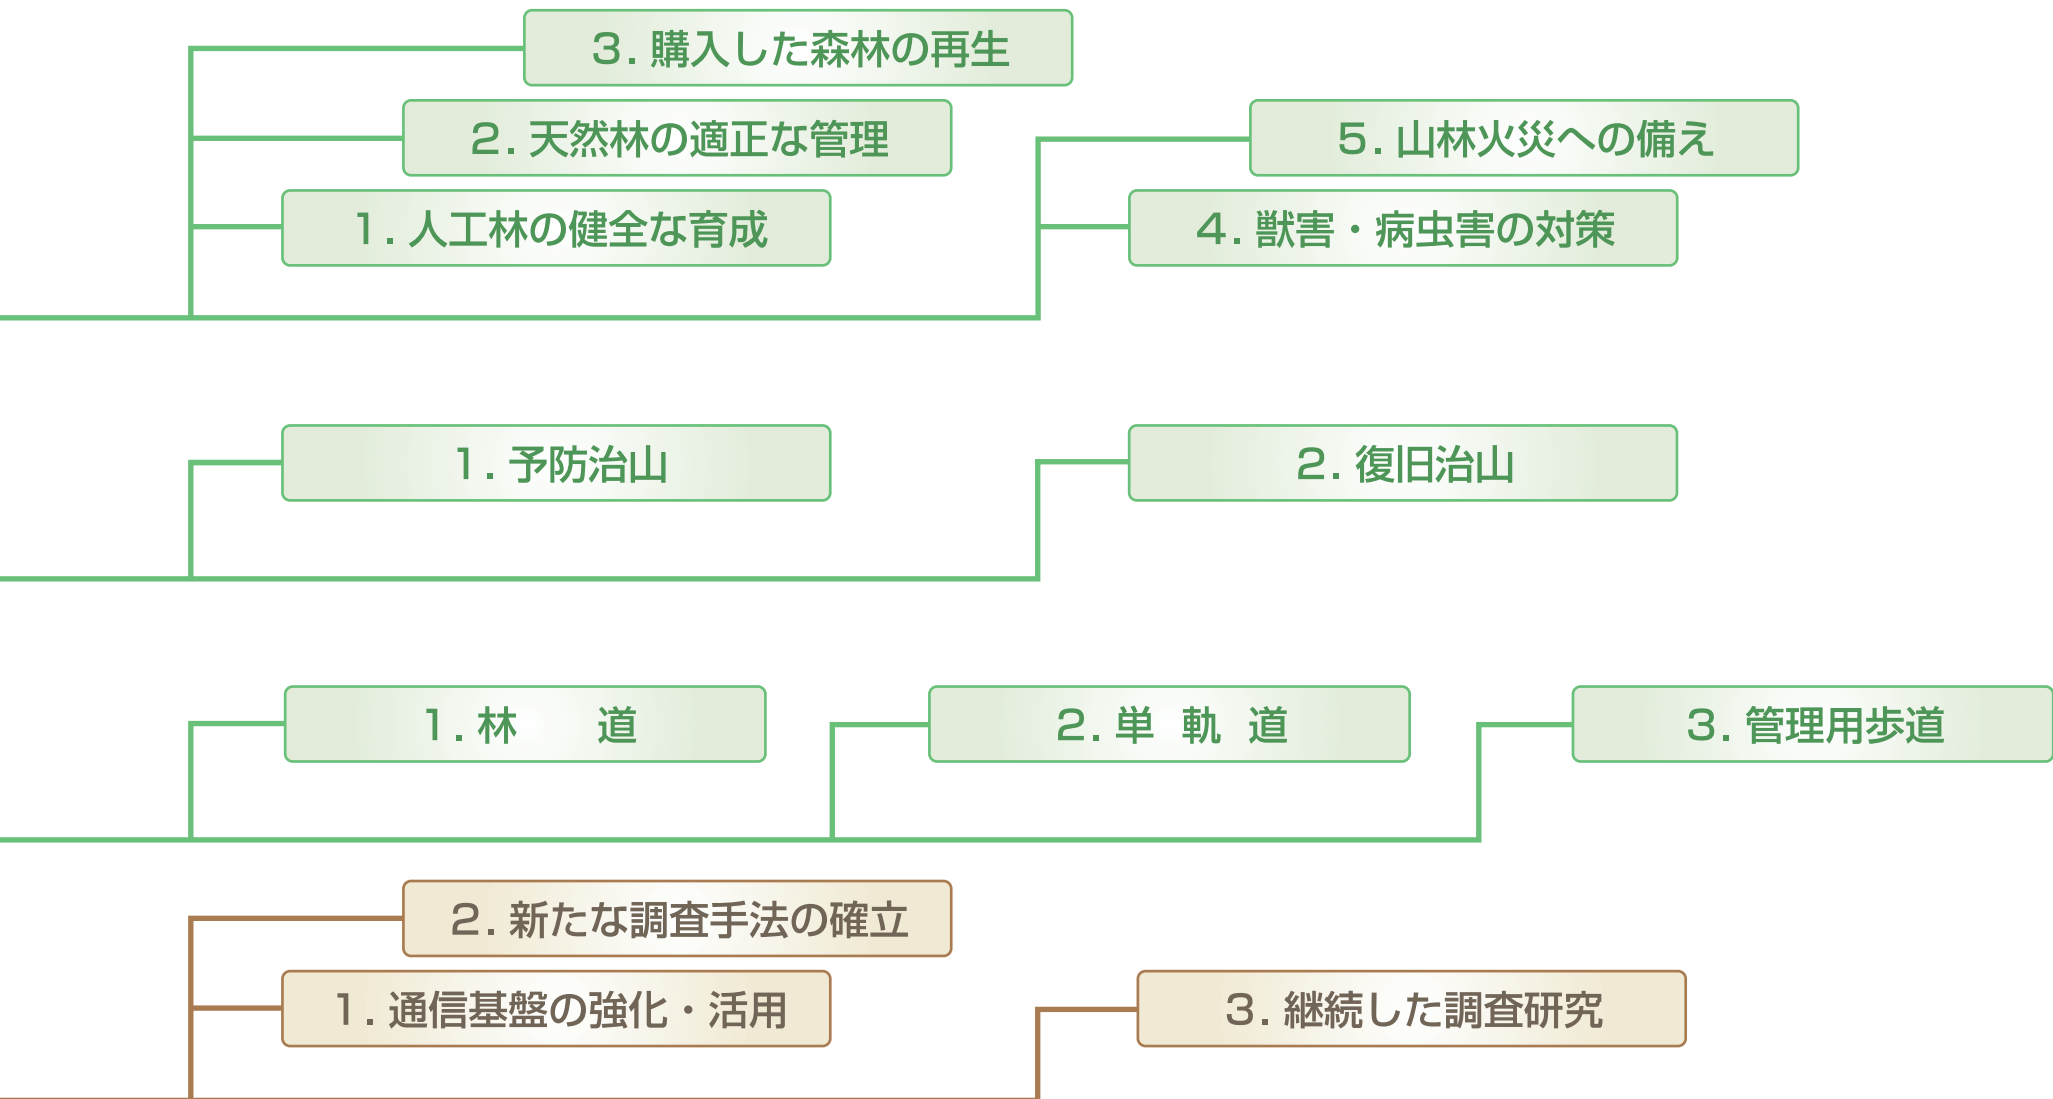 3. 購入した森林の再生
2. 天然林の適正な管理
5. 山林火災への備え
1. 人工林の健全な育成
4. 獣害・病虫害の対策
1. 予防治山
2. 復旧治山
1. 林 道
2. 単 軌 道
3. 管理用歩道
2. 新たな調査手法の確立
1. 通信基盤の強化・活用
3. 継続した調査研究